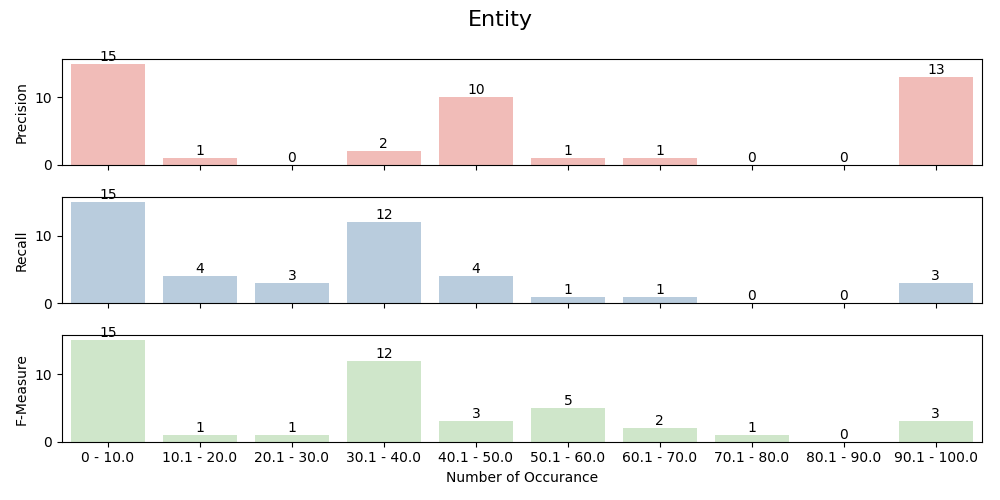 Entity
15 1 0 2 10 1 1 0 0 13
10
0
Precision
15 4 3 12 4 1 1 0 0 3
10
0
Recall
15 1 1 12 3 5 2 1 0 3
10
0
F-Measure
0 - 10.0 10.1 - 20.0 20.1 - 30.0 30.1 - 40.0 40.1 - 50.0 50.1 - 60.0 60.1 - 70.0 70.1 - 80.0 80.1 - 90.0 90.1 - 100.0
Number of Occurance